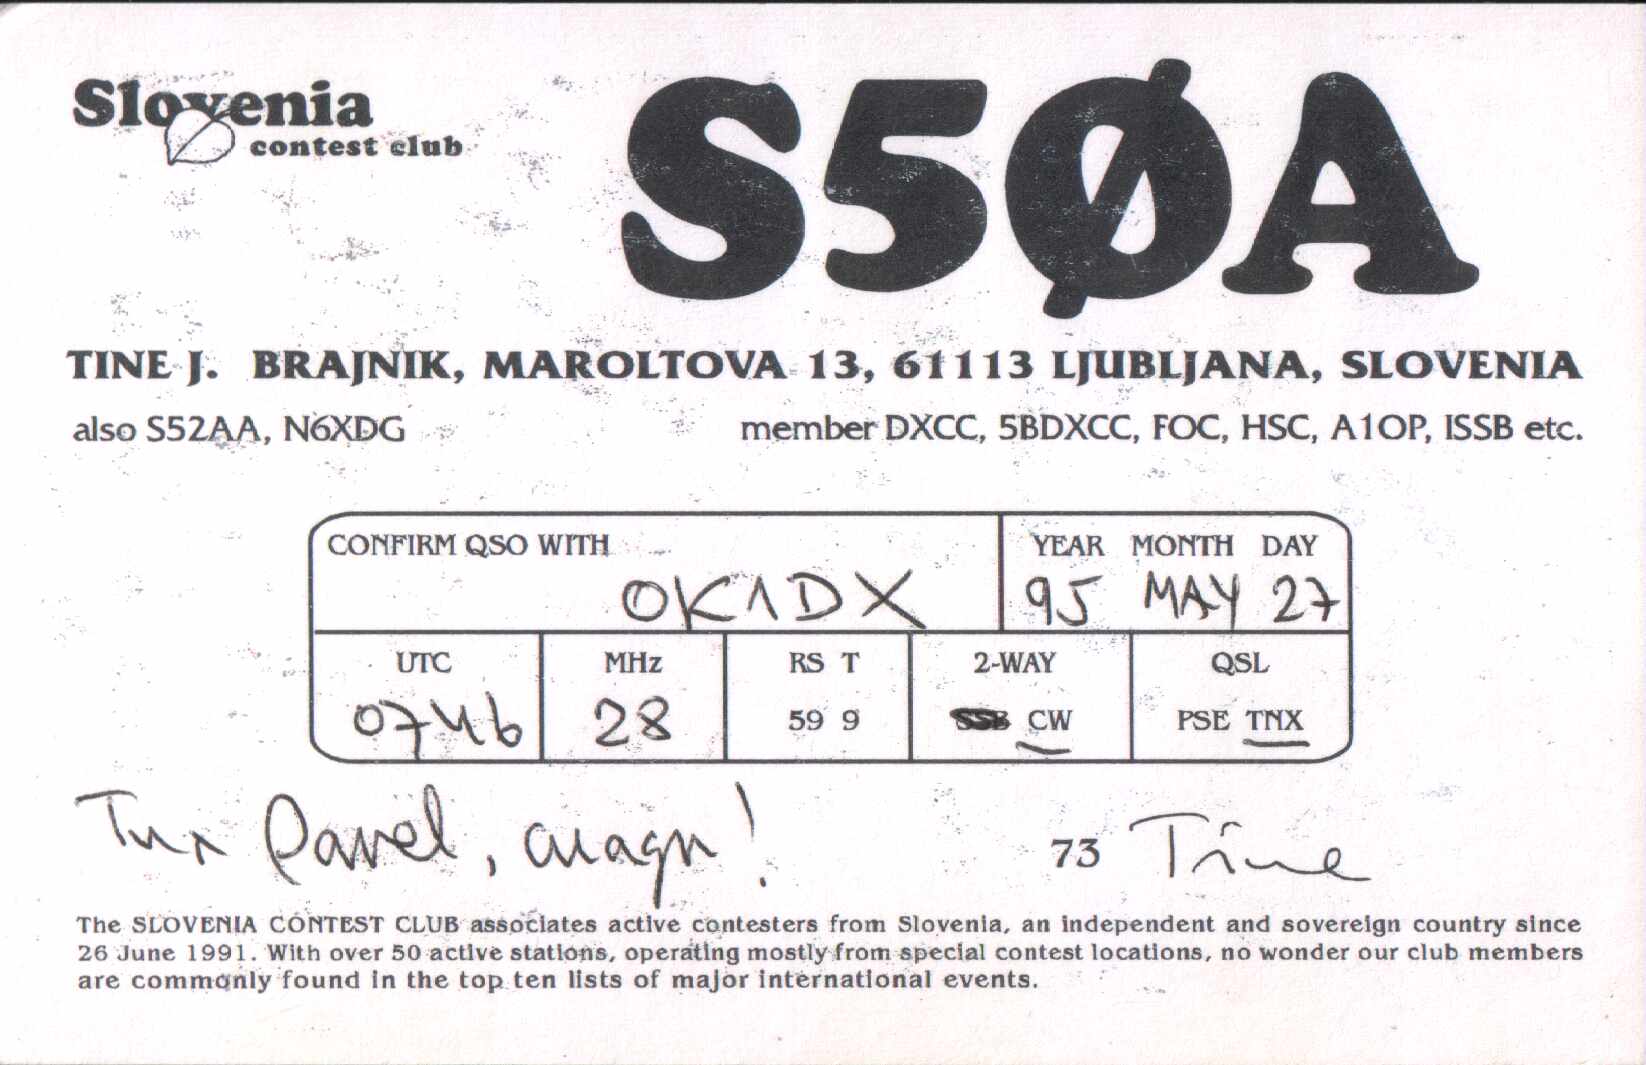 Slovenia
contest club
S5ØA
TINE J. BRAJNIK, MAROLTOVA 13, 61113 LJUBLJANA, SLOVENIA
also S52AA, N6XDG member DXCC, 5BDXCC, FOC, HSC, A1OP, ISSB etc.
CONFIRM QSO WITH YEAR MONTH DAY
OK1DX 95 MAY 27
UTC MHz RS T 2-WAY QSL
0746 28 59 9 SSB CW PSE TNX
Tnx Pavel, cuagn!
73 Tine
The SLOVENIA CONTEST CLUB associates active contesters from Slovenia, an independent and sovereign country since
26 June 1991. With over 50 active stations, operating mostly from special contest locations, no wonder our club members
are commonly found in the top ten lists of major international events.